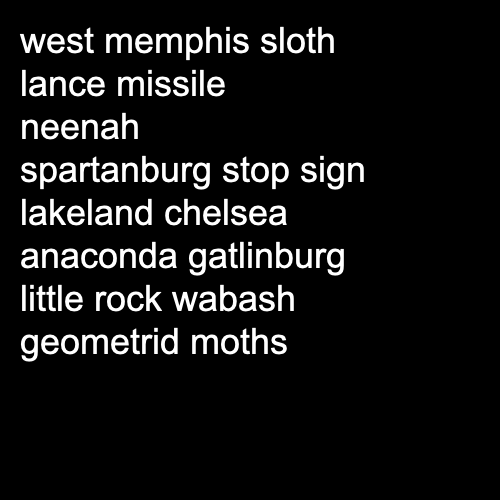 west memphis sloth
lance missile
neenah
spartanburg stop sign
lakeland chelsea
anaconda gatlinburg
little rock wabash
geometrid moths